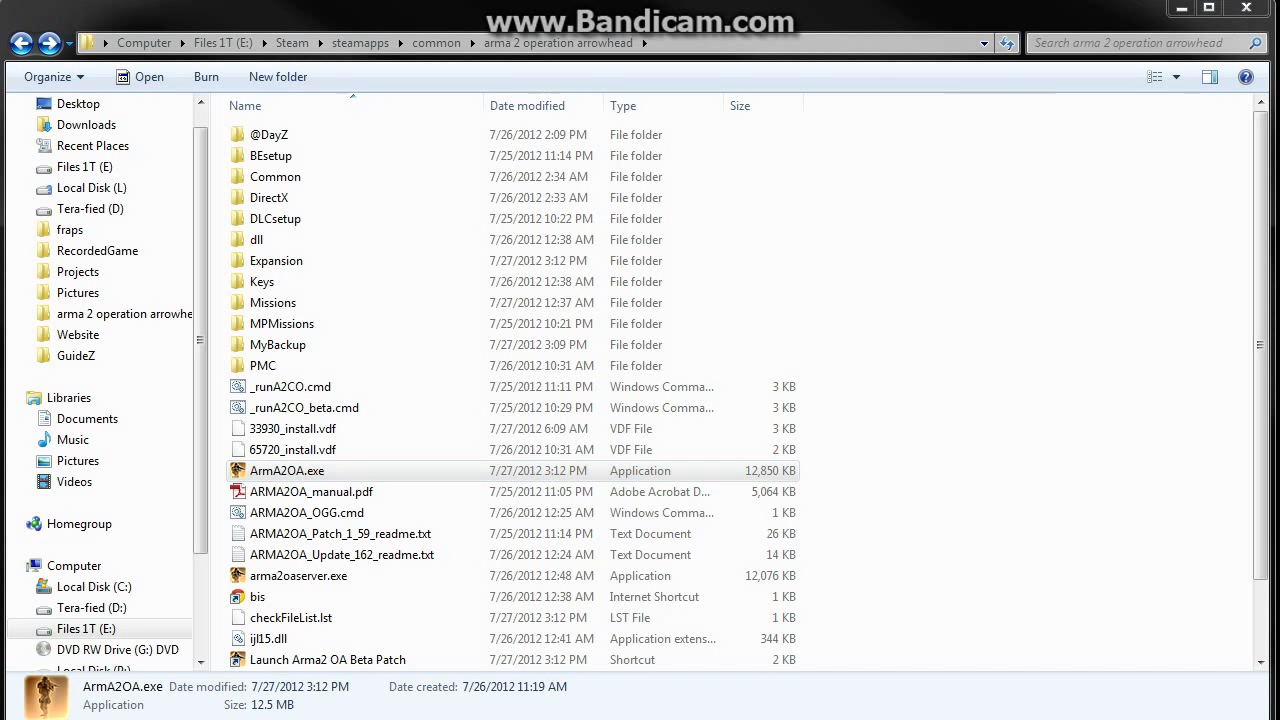 www.Bandicam.com
Computer Files 1T (E:) Steam steamapps common arma 2 operation arrowhead Search arma 2 operation arrowhead
Organize Open Burn New folder
Name Date modified Type Size
Desktop
Downloads
Recent Places
Files 1T (E)
Local Disk (L)
Tera-fied (D)
fraps
RecordedGame
Projects
Pictures
arma 2 operation arrowhe
Website
GuideZ
Libraries
Documents
Music
Pictures
Videos
Homegroup
Computer
Local Disk (C:)
Tera-fied (D:)
Files 1T (E:)
DVD RW Drive (G:) DVD
@DayZ 7/26/2012 2:09 PM File folder
BEsetup 7/25/2012 11:14 PM File folder
Common 7/26/2012 2:34 AM File folder
DirectX 7/26/2012 2:33 AM File folder
DLCsetup 7/25/2012 10:22 PM File folder
dll 7/26/2012 12:38 AM File folder
Expansion 7/27/2012 3:12 PM File folder
Keys 7/26/2012 12:38 AM File folder
Missions 7/27/2012 12:37 AM File folder
MPMissions 7/25/2012 10:21 PM File folder
MyBackup 7/27/2012 3:09 PM File folder
PMC 7/26/2012 10:31 AM File folder
_runA2CO.cmd 7/25/2012 11:11 PM Windows Comma... 3 KB
_runA2CO_beta.cmd 7/25/2012 10:29 PM Windows Comma... 3 KB
33930_install.vdf 7/27/2012 6:09 AM VDF File 3 KB
65720_install.vdf 7/26/2012 10:31 AM VDF File 2 KB
ArmA2OA.exe 7/27/2012 3:12 PM Application 12,850 KB
ARMA2OA_manual.pdf 7/25/2012 11:05 PM Adobe Acrobat D... 5,064 KB
ARMA2OA_OGG.cmd 7/26/2012 12:25 AM Windows Comma... 1 KB
ARMA2OA_Patch_1_59_readme.txt 7/25/2012 11:14 PM Text Document 26 KB
ARMA2OA_Update_162_readme.txt 7/26/2012 12:24 AM Text Document 14 KB
arma2oaserver.exe 7/26/2012 12:48 AM Application 12,076 KB
bis 7/26/2012 12:38 AM Internet Shortcut 1 KB
checkFileList.lst 7/27/2012 3:12 PM LST File 1 KB
ijl15.dll 7/26/2012 12:41 AM Application extens... 344 KB
Launch Arma2 OA Beta Patch 7/27/2012 3:12 PM Shortcut 2 KB
ArmA2OA.exe Date modified: 7/27/2012 3:12 PM Date created: 7/26/2012 11:19 AM
Application Size: 12.5 MB